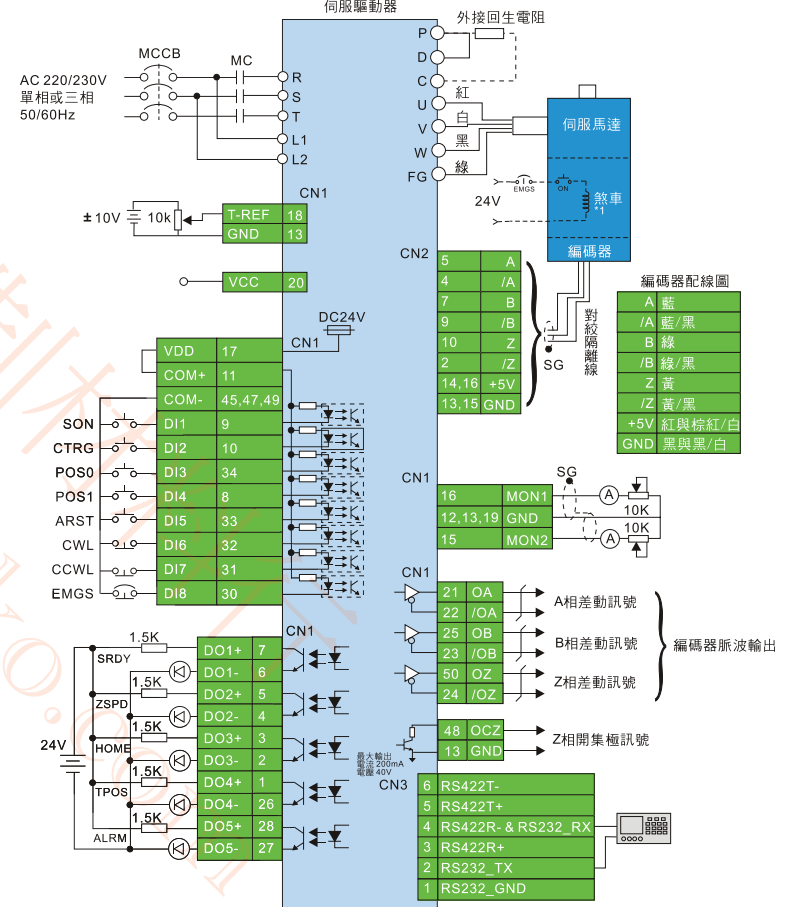 伺服驅動器
外接回生電阻
MCCB
MC
AC 220/230V
單相或三相
50/60Hz
R
S
T
L1
L2
P
D
C
U
V
W
FG
紅
白
黑
綠
伺服馬達
EMGS
ON
24V
煞車
*1
編碼器
CN1
±10V
10k
T-REF 18
GND 13
VCC 20
CN2
5 A
4 /A
7 B
9 /B
10 Z
2 /Z
14,16 +5V
13,15 GND
SG
對絞隔離線
編碼器配線圖
A 藍
/A 藍/黑
B 綠
/B 綠/黑
Z 黃
/Z 黃/黑
+5V 紅與棕紅/白
GND 黑與黑/白
DC24V
CN1
VDD 17
COM+ 11
COM- 45,47,49
SON DI1 9
CTRG DI2 10
POS0 DI3 34
POS1 DI4 8
ARST DI5 33
CWL DI6 32
CCWL DI7 31
EMGS DI8 30
CN1
SG
16 MON1
12,13,19 GND
15 MON2
A
10K
10K
A
CN1
21 OA
22 /OA
25 OB
23 /OB
50 OZ
24 /OZ
A相差動訊號
B相差動訊號
Z相差動訊號
編碼器脈波輸出
48 OCZ
13 GND
Z相開集極訊號
最大輸出
電流 200mA
電壓 40V
CN1
24V
1.5K
SRDY
DO1+ 7
DO1- 6
1.5K
ZSPD
DO2+ 5
DO2- 4
1.5K
HOME
DO3+ 3
DO3- 2
1.5K
TPOS
DO4+ 1
DO4- 26
1.5K
ALRM
DO5+ 28
DO5- 27
CN3
6 RS422T-
5 RS422T+
4 RS422R- & RS232_RX
3 RS422R+
2 RS232_TX
1 RS232_GND